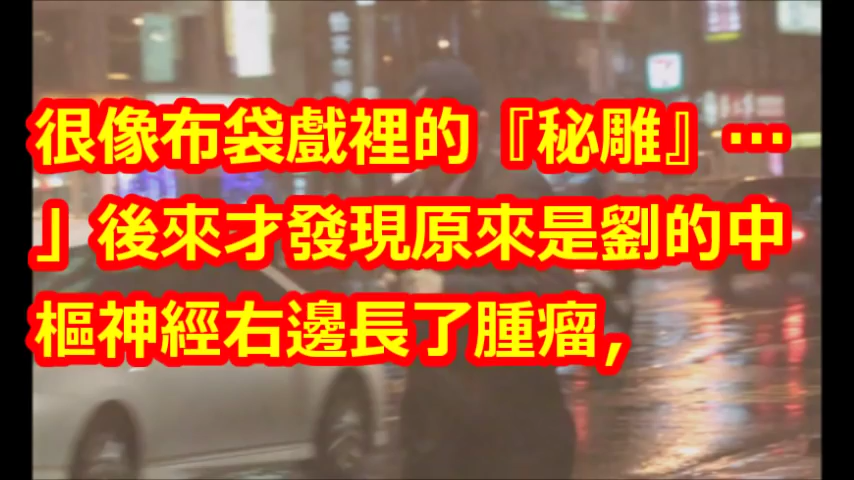 很像布袋戲裡的『秘雕』…
」後來才發現原來是劉的中
樞神經右邊長了腫瘤，